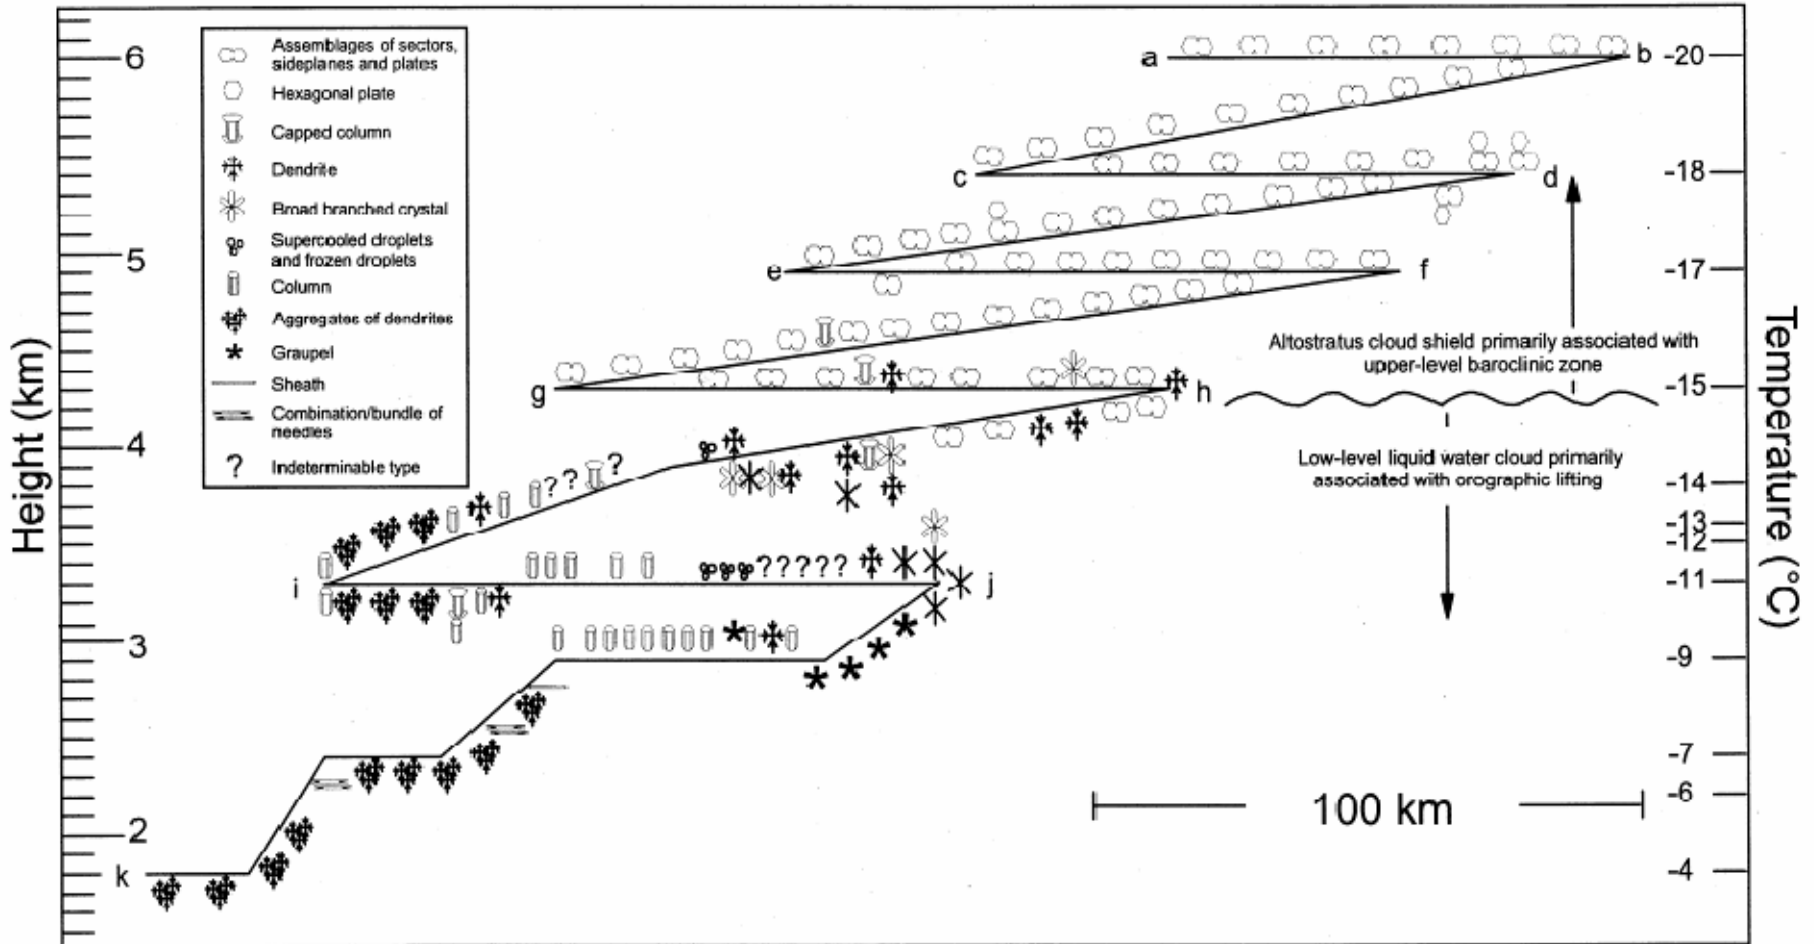 Assemblages of sectors,
sideplanes and plates
Hexagonal plate
Capped column
Dendrite
Broad branched crystal
Supercooled droplets
and frozen droplets
Column
Aggregates of dendrites
Graupel
Sheath
Combination/bundle of
needles
? Indeterminable type
Height (km)
6
5
4
3
2
a
b
c
d
e
f
g
h
i
j
k
? ? ?
?????
Altostratus cloud shield primarily associated with
upper-level baroclinic zone
Low-level liquid water cloud primarily
associated with orographic lifting
100 km
-20
-18
-17
-15
-14
-13
-12
-11
-9
-7
-6
-4
Temperature (°C)